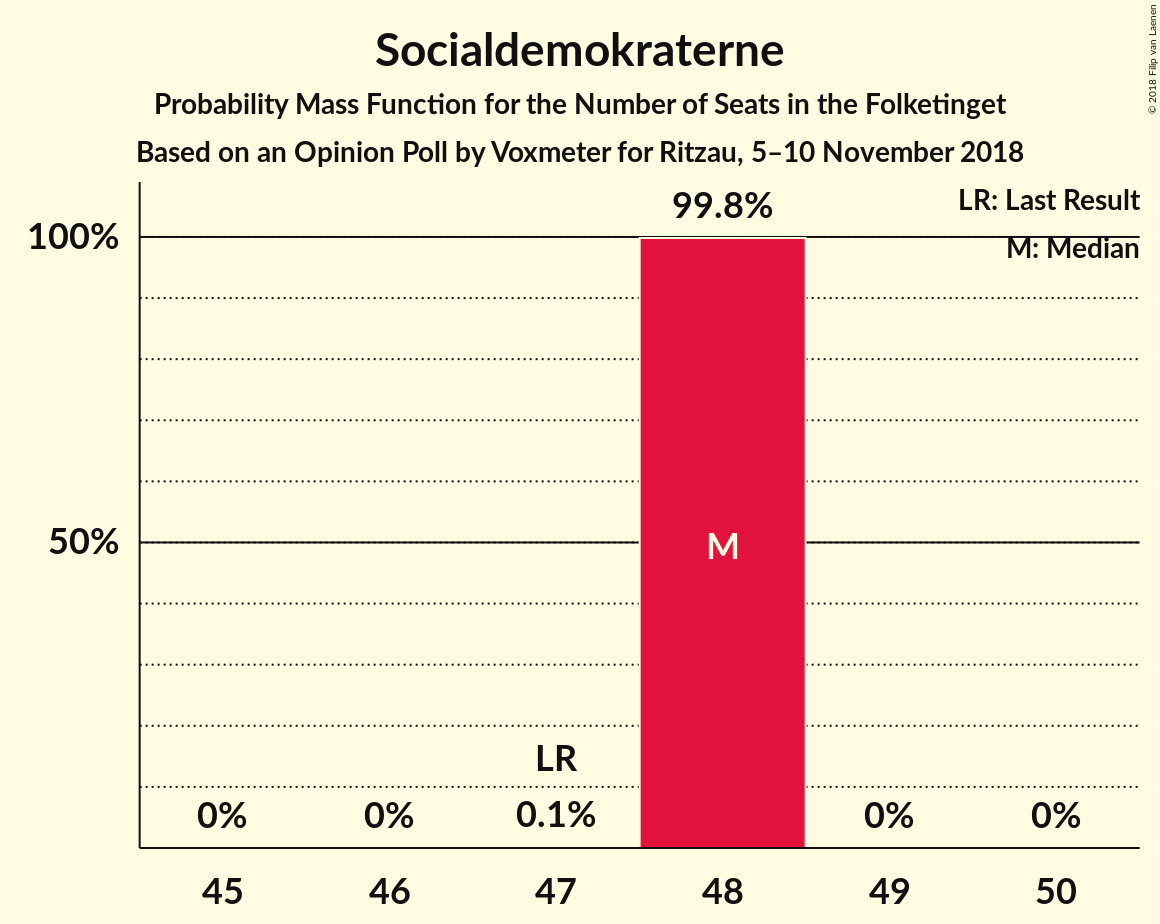 Socialdemokraterne
Probability Mass Function for the Number of Seats in the Folketinget
Based on an Opinion Poll by Voxmeter for Ritzau, 5–10 November 2018
© 2018 Filip van Laenen
99.8%
LR: Last Result
100%
M: Median
50%
M
LR
0% 0% 0.1% 0% 0%
45 46 47 48 49 50